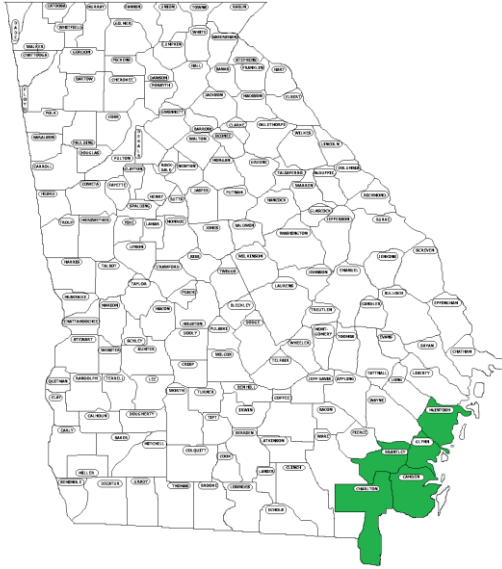 CATOOSA
MURRAY
FANNIN
UNION
TOWNS
RABUN
DADE
WHITFIELD
GILMER
WHITE
HABERSHAM
WALKER
LUMPKIN
CHATTOOGA
GORDON
PICKENS
STEPHENS
HALL
BANKS
FRANKLIN
HART
FLOYD
BARTOW
CHEROKEE
DAWSON
FORSYTH
JACKSON
MADISON
ELBERT
POLK
COBB
GWINNETT
BARROW
CLARKE
OGLETHORPE
HARALSON
PAULDING
DEKALB
WALTON
OCONEE
WILKES
LINCOLN
DOUGLAS
FULTON
CARROLL
CLAYTON
ROCKDALE
NEWTON
MORGAN
GREENE
TALIAFERRO
MCDUFFIE
COLUMBIA
COWETA
FAYETTE
HENRY
WARREN
HEARD
SPALDING
BUTTS
JASPER
PUTNAM
HANCOCK
RICHMOND
GLASCOCK
TROUP
MERIWETHER
PIKE
LAMAR
MONROE
JONES
BALDWIN
WASHINGTON
JEFFERSON
BURKE
UPSON
HARRIS
TALBOT
CRAWFORD
BIBB
WILKINSON
TWIGGS
JOHNSON
EMANUEL
JENKINS
SCREVEN
TAYLOR
PEACH
LAURENS
MUSCOGEE
MARION
MACON
BLECKLEY
TREUTLEN
CANDLER
BULLOCH
EFFINGHAM
CHATTAHOOCHEE
HOUSTON
DOOLY
PULASKI
DODGE
MONTGOMERY
STEWART
SCHLEY
WHEELER
TOOMBS
EVANS
BRYAN
CHATHAM
WEBSTER
SUMTER
WILCOX
TELFAIR
TATTNALL
LIBERTY
CRISP
QUITMAN
RANDOLPH
TERRELL
LEE
BEN HILL
JEFF DAVIS
APPLING
LONG
CLAY
WORTH
TURNER
COFFEE
WAYNE
CALHOUN
DOUGHERTY
TIFT
IRWIN
BACON
MCINTOSH
EARLY
BAKER
MITCHELL
BERRIEN
ATKINSON
WARE
PIERCE
GLYNN
COLQUITT
COOK
BRANTLEY
MILLER
LANIER
CLINCH
CAMDEN
SEMINOLE
DECATUR
GRADY
THOMAS
BROOKS
LOWNDES
CHARLTON
ECHOLS